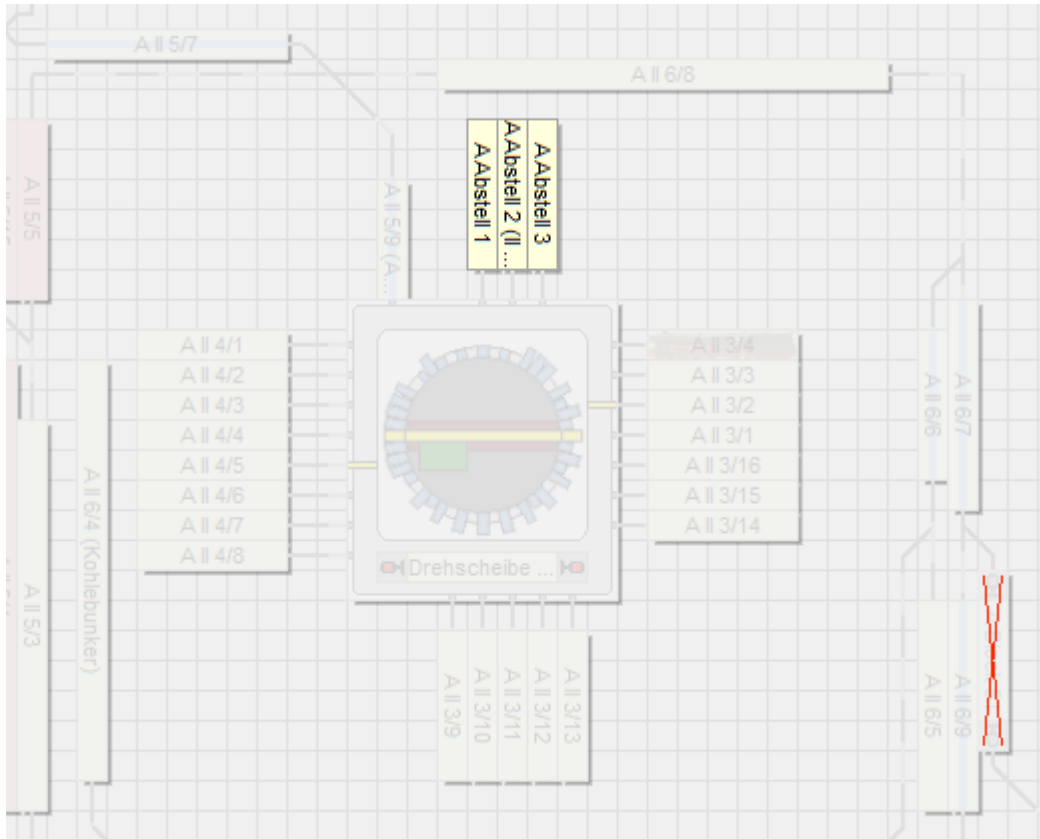 A II 5/7
A II 6/8
A II 5/5
A II 5/9 (A...
AAbstell 1
AAbstell 2 (II ...
AAbstell 3
A II 4/1
A II 4/2
A II 4/3
A II 4/4
A II 4/5
A II 4/6
A II 4/7
A II 4/8
A II 3/4
A II 3/3
A II 3/2
A II 3/1
A II 3/16
A II 3/15
A II 3/14
A II 6/6
A II 6/7
Drehscheibe ...
A II 5/3
A II 6/4 (Kohlebunker)
A II 3/9
A II 3/10
A II 3/11
A II 3/12
A II 3/13
A II 6/5
A II 6/9